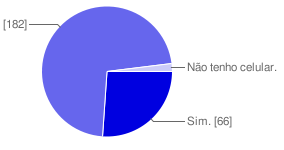 [182]
Não tenho celular.
Sim. [66]